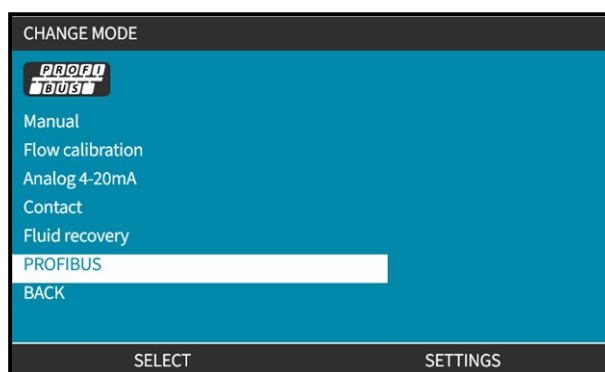 CHANGE MODE
PROFI
BUS
Manual
Flow calibration
Analog 4-20mA
Contact
Fluid recovery
PROFIBUS
BACK
SELECT SETTINGS